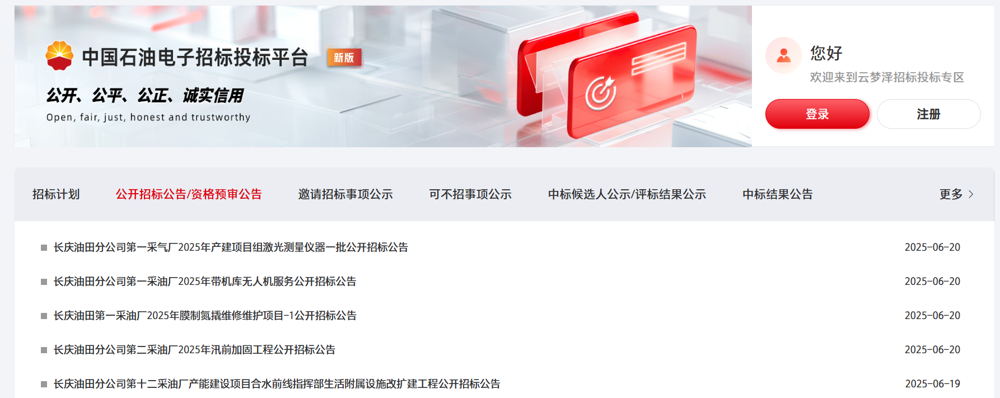 中国石油电子招标投标平台 新版
公开、公平、公正、诚实信用
Open, fair, just, honest and trustworthy
您好
欢迎来到云梦泽招标投标专区
登录 注册
招标计划 公开招标公告/资格预审公告 邀请招标事项公示 可不招事项公示 中标候选人公示/评标结果公示 中标结果公告 更多
长庆油田分公司第一采气厂2025年产建项目组激光测量仪器一批公开招标公告 2025-06-20
长庆油田分公司第一采油厂2025年带机库无人机服务公开招标公告 2025-06-20
长庆油田第一采油厂2025年膜制氮撬维修维护项目-1公开招标公告 2025-06-20
长庆油田分公司第二采油厂2025年汛前加固工程公开招标公告 2025-06-20
长庆油田分公司第十二采油厂产能建设项目合水前线指挥部生活附属设施改扩建工程公开招标公告 2025-06-19